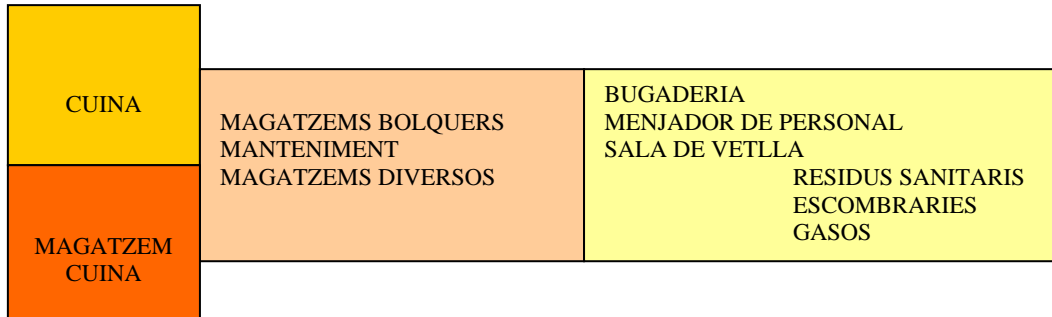 CUINA
MAGATZEM
CUINA
MAGATZEMS BOLQUERS
MANTENIMENT
MAGATZEMS DIVERSOS
BUGADERIA
MENJADOR DE PERSONAL
SALA DE VETLLA
RESIDUS SANITARIS
ESCOMBRARIES
GASOS